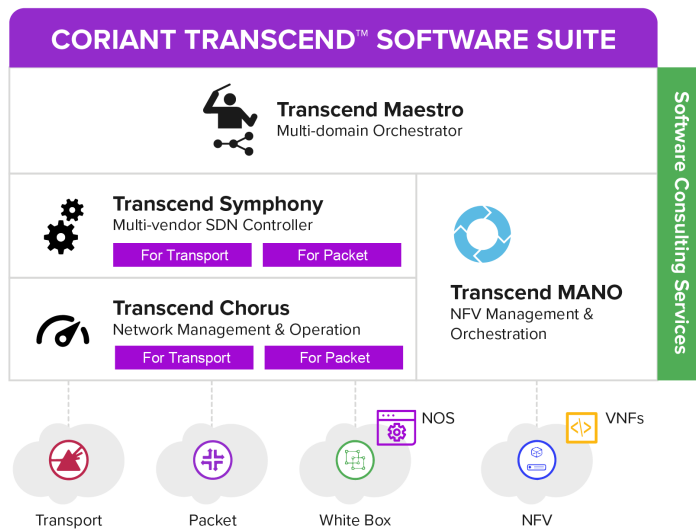 CORIANT TRANSCEND™ SOFTWARE SUITE
Transcend Maestro
Multi-domain Orchestrator
Software Consulting Services
Transcend Symphony
Multi-vendor SDN Controller
For Transport
For Packet
Transcend Chorus
Network Management & Operation
For Transport
For Packet
Transcend MANO
NFV Management &
Orchestration
NOS
VNFs
Transport
Packet
White Box
NFV